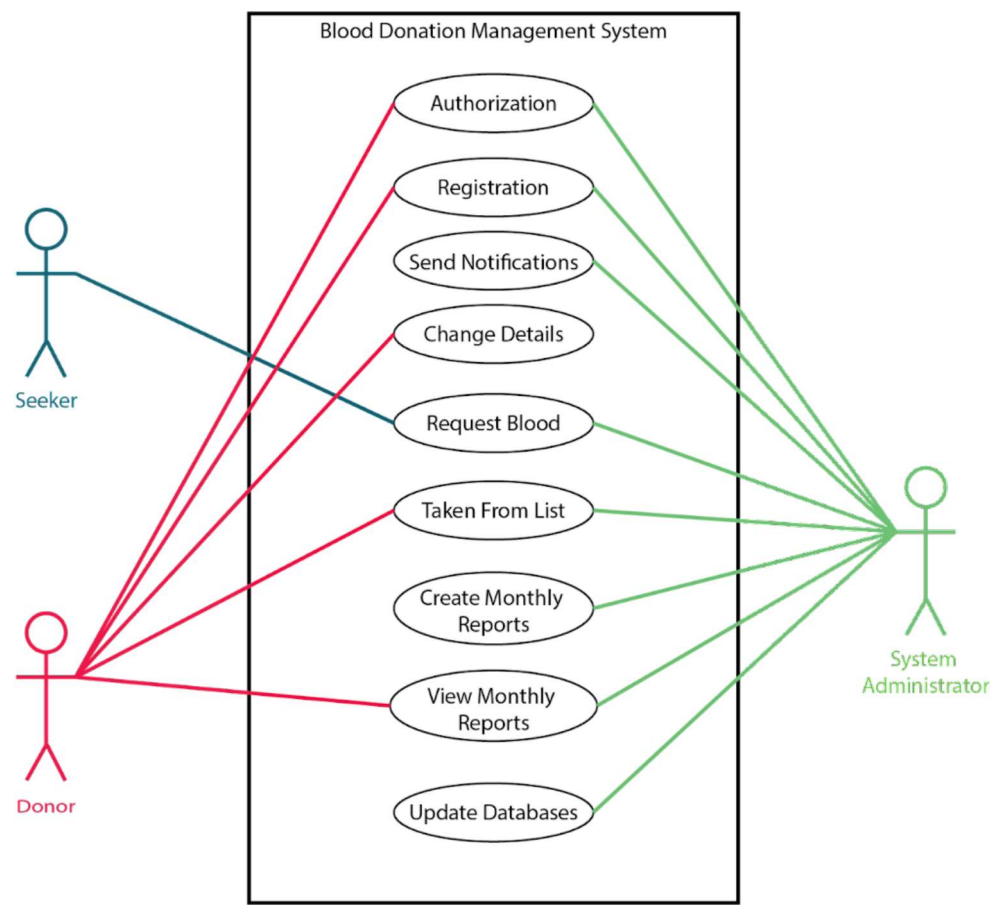 Blood Donation Management System
Authorization
Registration
Send Notifications
Change Details
Seeker
Request Blood
Taken From List
Create Monthly
Reports
System
Administrator
View Monthly
Reports
Donor
Update Databases